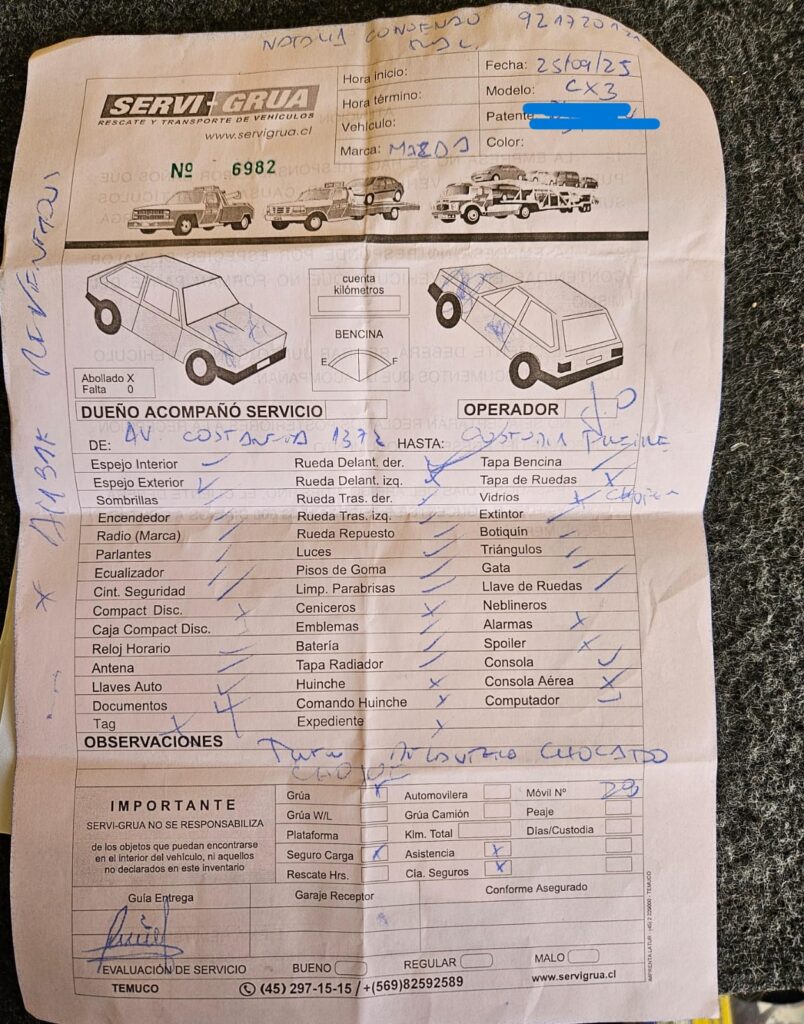 Hora inicio:
Fecha: 25/09/25
SERVI-GRUA
RESCATE Y TRANSPORTE DE VEHÍCULOS
www.servigrua.cl
Hora término:
Modelo: CX3
Vehículo:
Patente
Marca: MAZDA
Color:
Nº 6982
cuenta
kilómetros
BENCINA
E F
Abollado X
Falta 0
DUEÑO ACOMPAÑÓ SERVICIO
OPERADOR
DE: AV COSTANERA 1372 HASTA: CUSTODIA
Espejo Interior Rueda Delant. der. Tapa Bencina
Espejo Exterior Rueda Delant. izq. Tapa de Ruedas X
Sombrillas Rueda Tras. der. Vidrios X
Encendedor Rueda Tras. izq. Extintor
Radio (Marca) Rueda Repuesto Botiquín
Parlantes Luces Triángulos
Ecualizador Pisos de Goma Gata
Cint. Seguridad Limp. Parabrisas Llave de Ruedas
Compact Disc. X Ceniceros X Neblineros
Caja Compact Disc. Emblemas Alarmas X
Reloj Horario Batería Spoiler X
Antena Tapa Radiador Consola
Llaves Auto Huinche X Consola Aérea X
Documentos Comando Huinche X Computador
Tag X Expediente X
OBSERVACIONES
CHOCADO
CHOQUE
IMPORTANTE
SERVI-GRUA NO SE RESPONSABILIZA
de los objetos que puedan encontrarse
en el interior del vehículo, ni aquellos
no declarados en este inventario
Grúa X Automovilera Móvil Nº 29
Grúa W/L Grúa Camión Peaje
Plataforma Klm. Total Días/Custodia
Seguro Carga X Asistencia X
Rescate Hrs. Cía. Seguros X
Guía Entrega
Garaje Receptor
Conforme Asegurado
EVALUACIÓN DE SERVICIO BUENO REGULAR MALO
TEMUCO (45) 297-15-15 / +(569)82592589 www.servigrua.cl